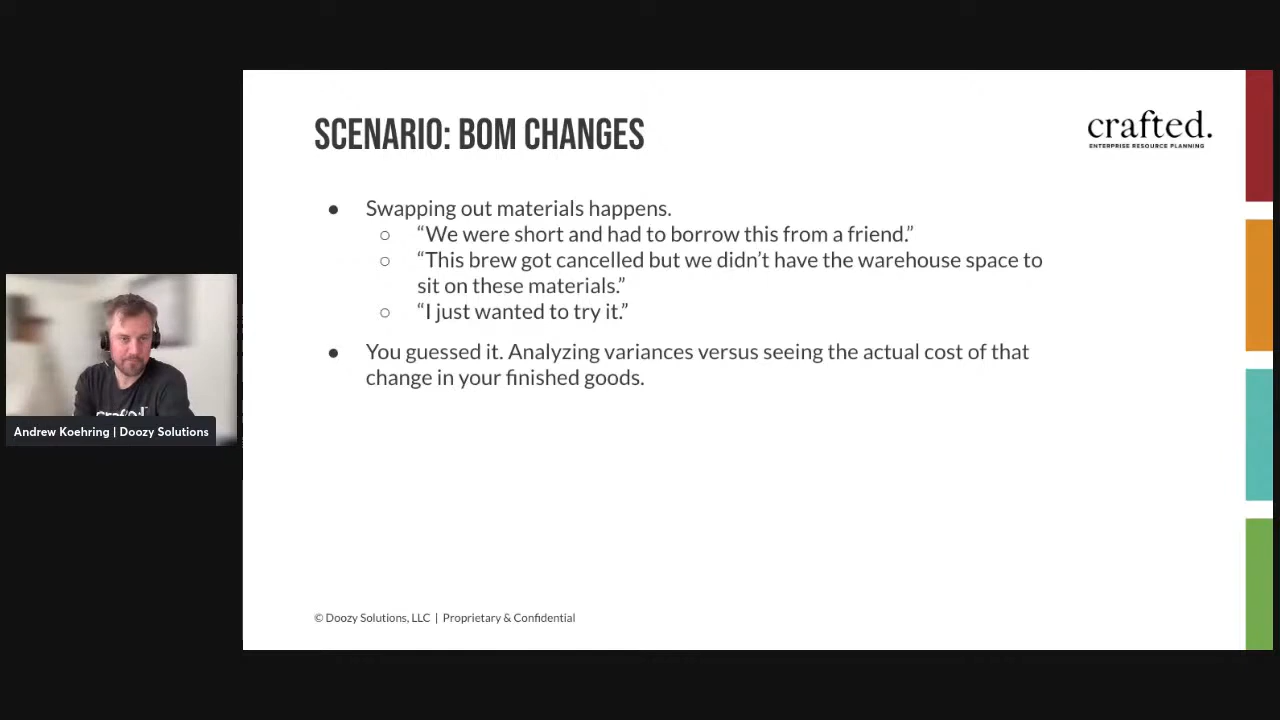 SCENARIO: BOM CHANGES
crafted.
ENTERPRISE RESOURCE PLANNING
● Swapping out materials happens.
○ “We were short and had to borrow this from a friend.”
○ “This brew got cancelled but we didn’t have the warehouse space to
sit on these materials.”
○ “I just wanted to try it.”
● You guessed it. Analyzing variances versus seeing the actual cost of that
change in your finished goods.
crafted
Andrew Koehring | Doozy Solutions
© Doozy Solutions, LLC | Proprietary & Confidential